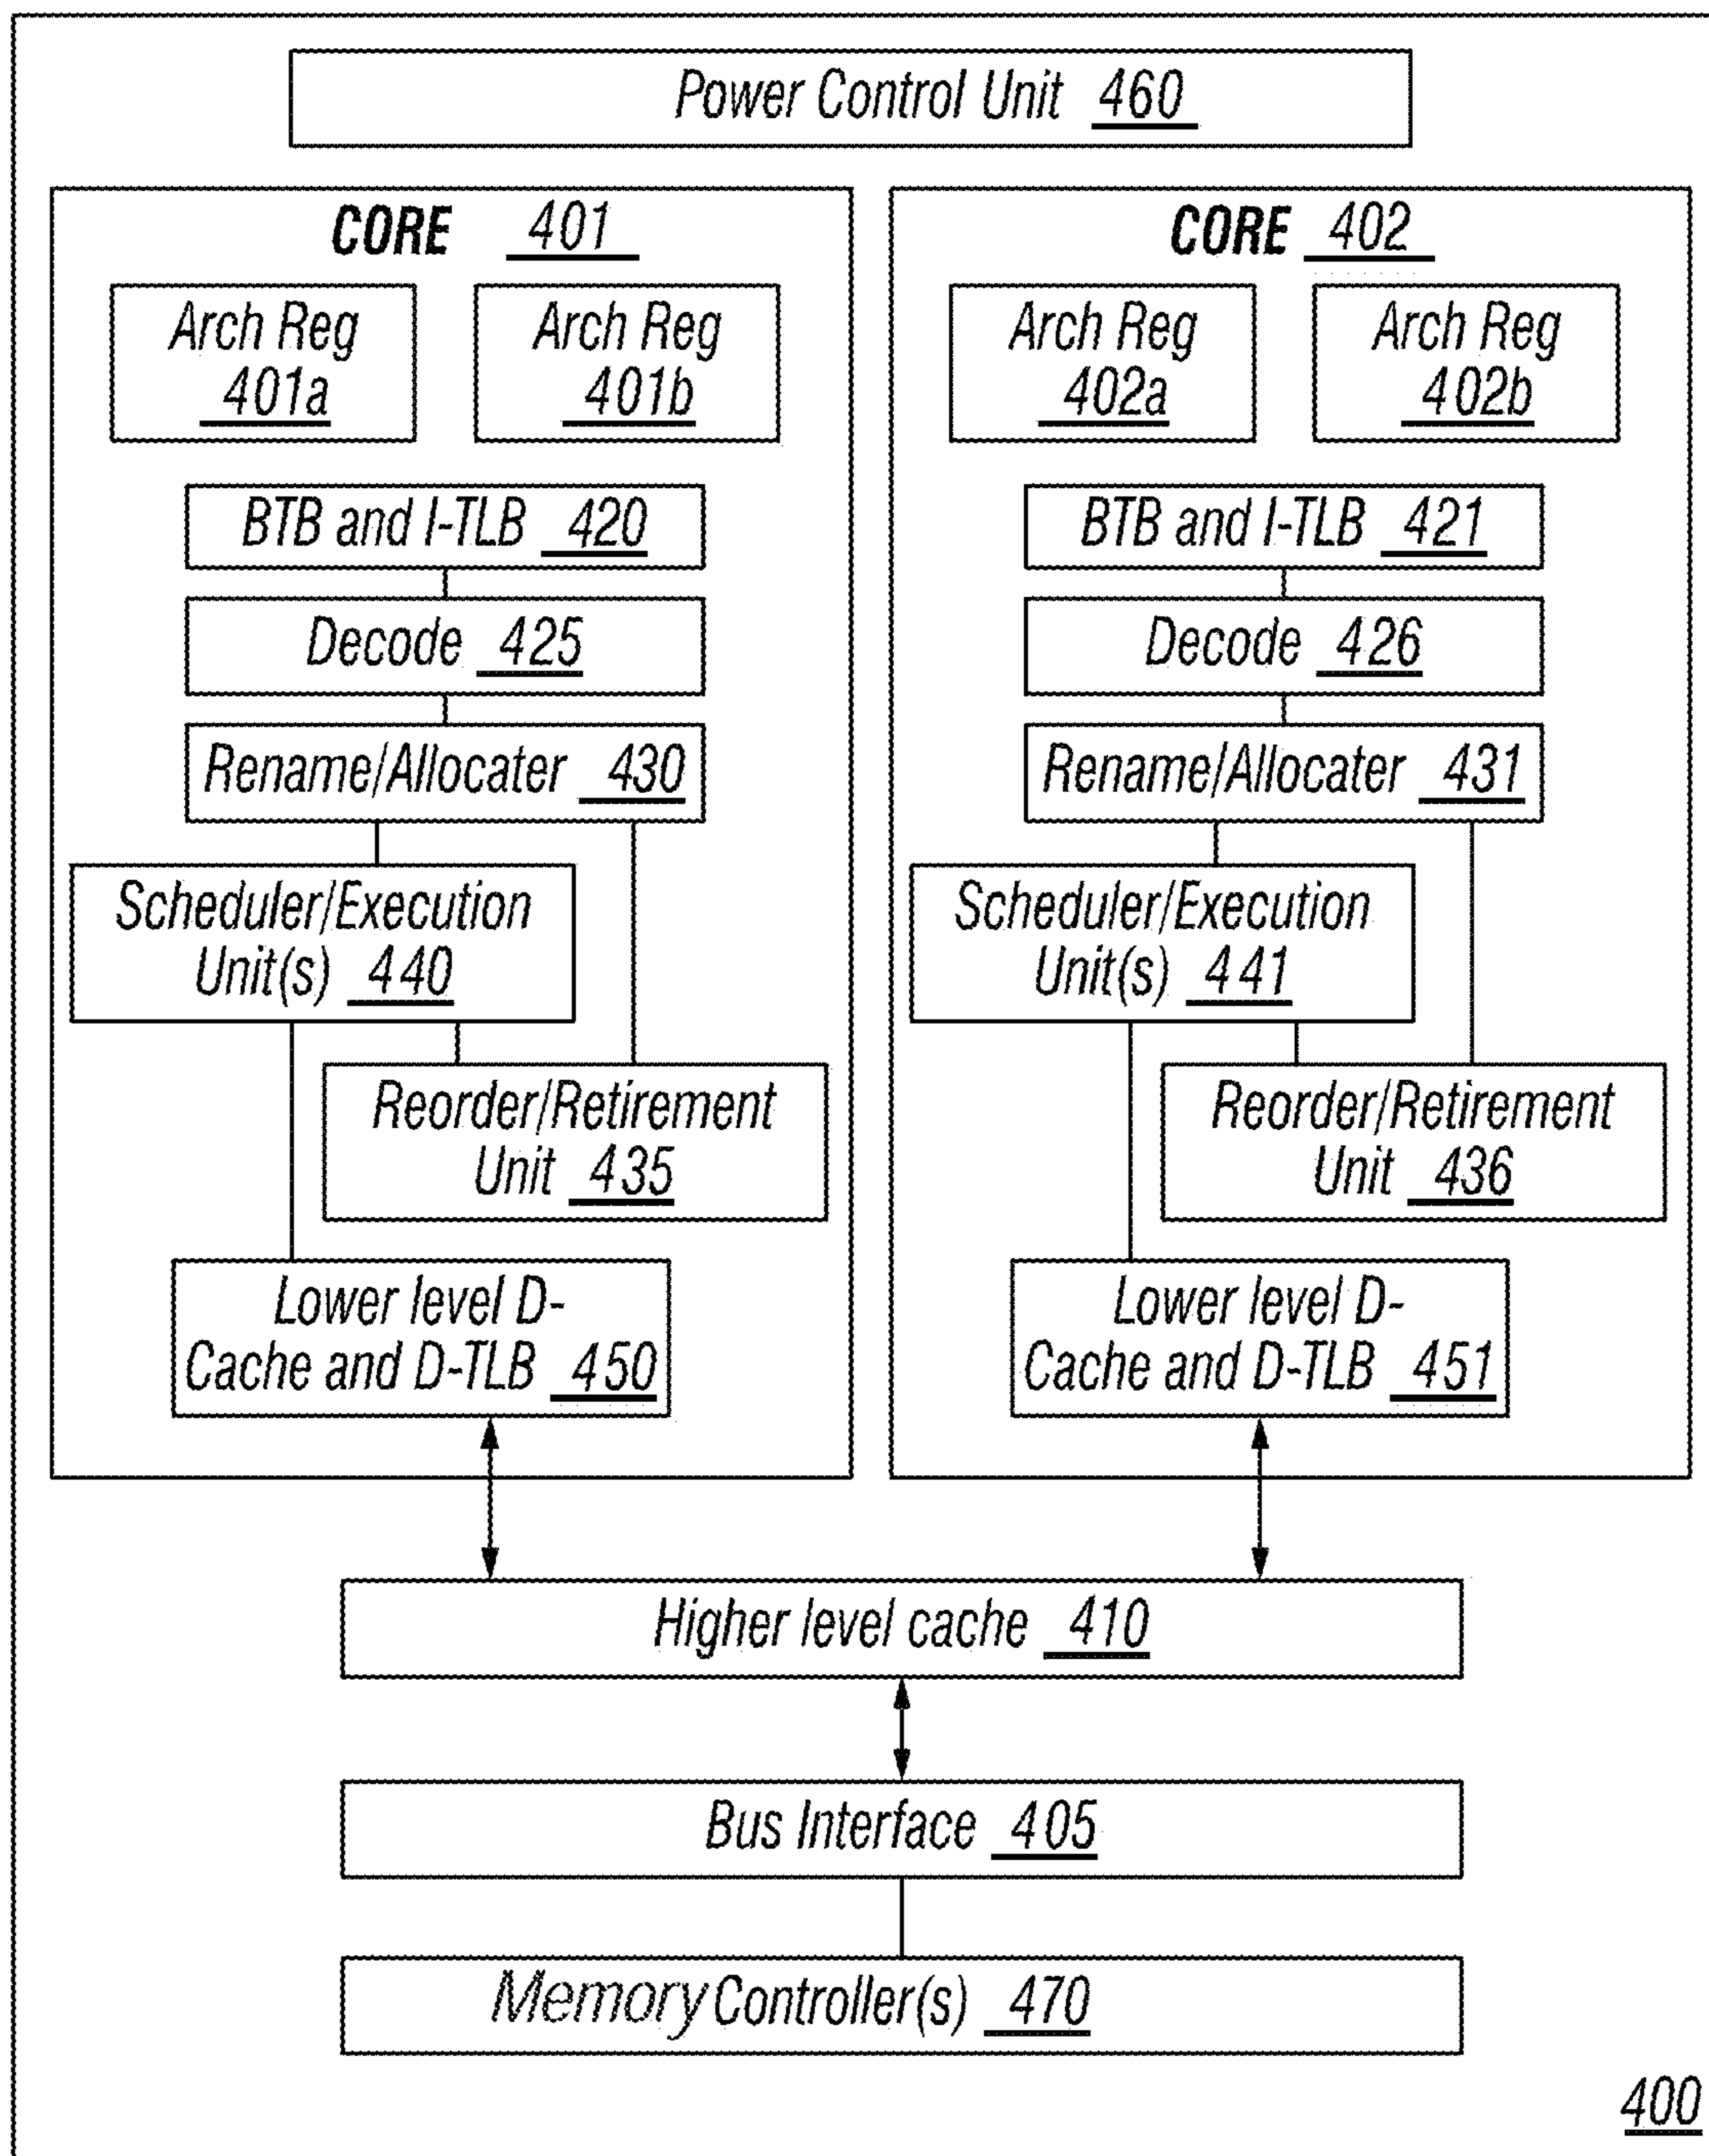 Power Control Unit 460
CORE 401
Arch Reg
401a
Arch Reg
401b
BTB and I-TLB 420
Decode 425
Rename/Allocater 430
Scheduler/Execution
Unit(s) 440
Reorder/Retirement
Unit 435
Lower level D-
Cache and D-TLB 450
CORE 402
Arch Reg
402a
Arch Reg
402b
BTB and I-TLB 421
Decode 426
Rename/Allocater 431
Scheduler/Execution
Unit(s) 441
Reorder/Retirement
Unit 436
Lower level D-
Cache and D-TLB 451
Higher level cache 410
Bus Interface 405
Memory Controller(s) 470
400